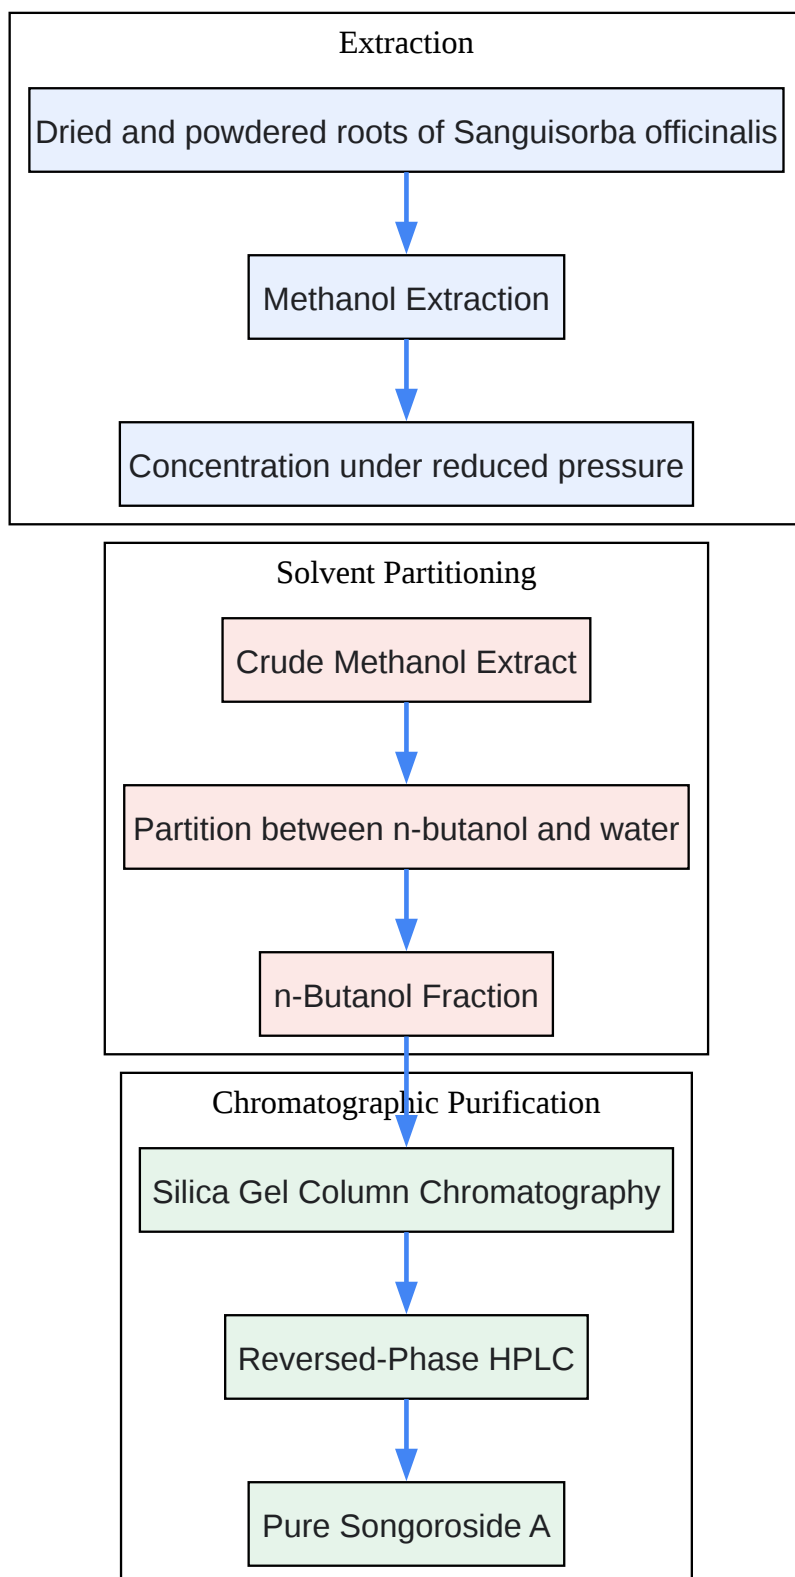 Extraction
Dried and powdered roots of Sanguisorba officinalis
Methanol Extraction
Concentration under reduced pressure
Solvent Partitioning
Crude Methanol Extract
Partition between n-butanol and water
n-Butanol Fraction
Chromatographic Purification
Silica Gel Column Chromatography
Reversed-Phase HPLC
Pure Songoroside A